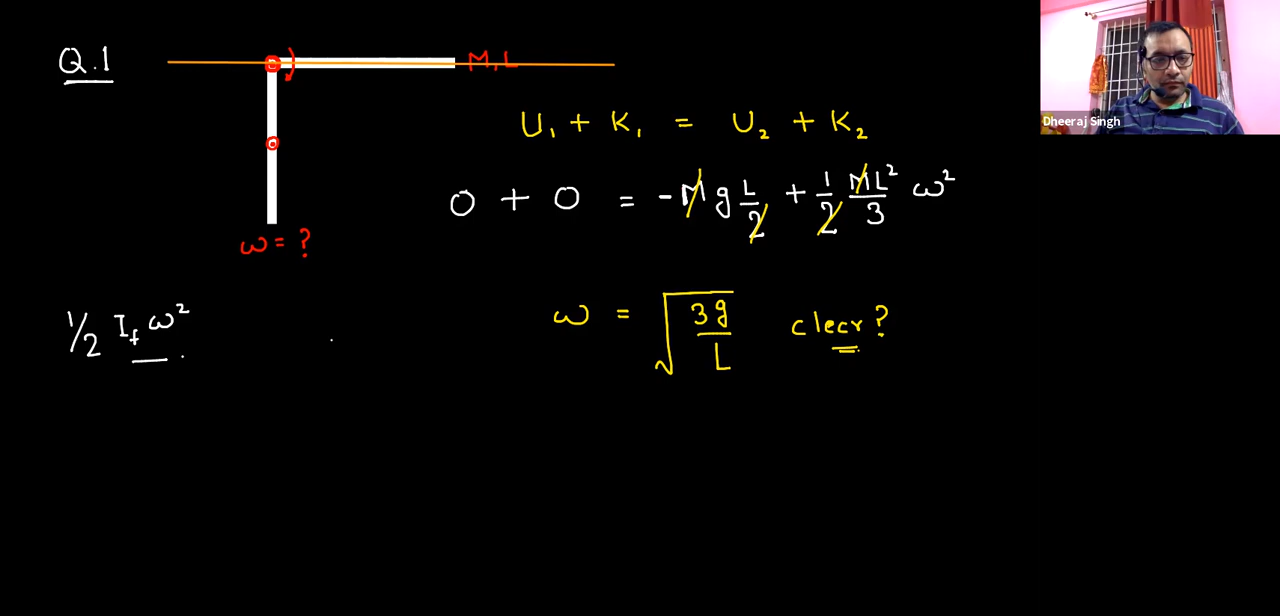 Q.1
M,L
Dheeraj Singh
U₁ + K₁ = U₂ + K₂
0 + 0 = -Mg L/2 + 1/2 ML²/3 ω²
ω = ?
1/2 I_f ω²
ω = √(3g/L) clecr?